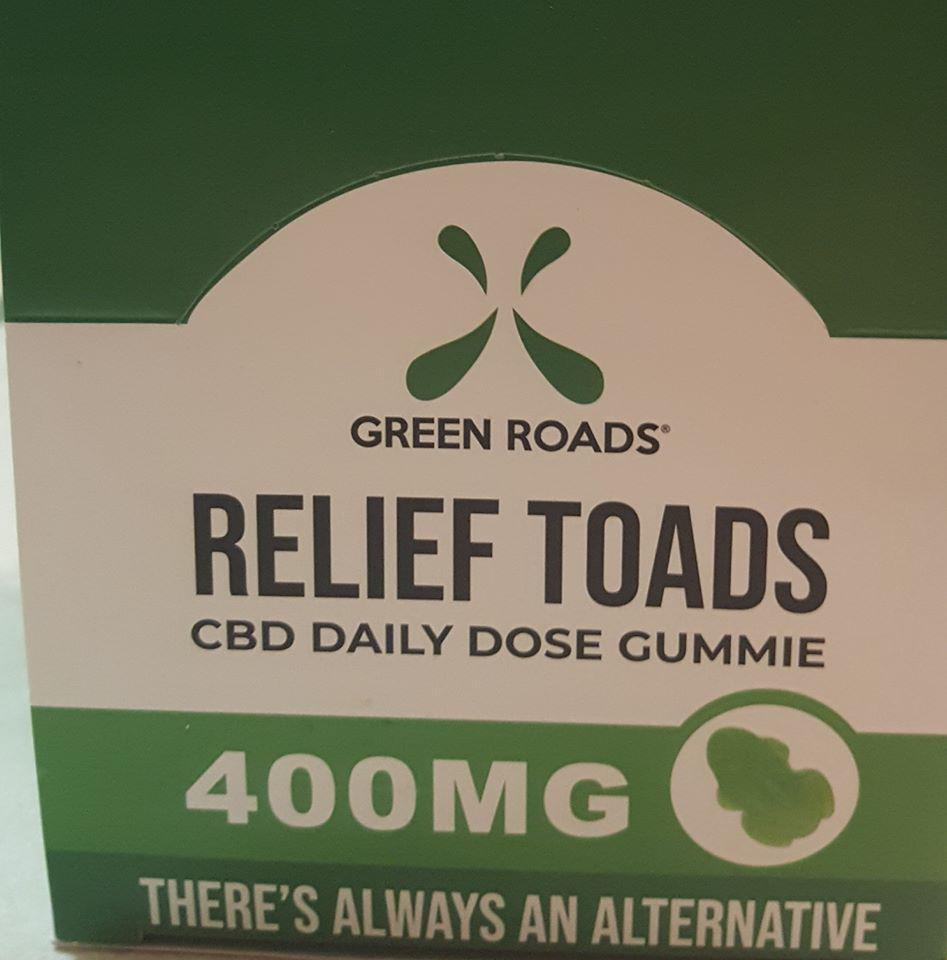 GREEN ROADS®
RELIEF TOADS
CBD DAILY DOSE GUMMIE
400MG
THERE'S ALWAYS AN ALTERNATIVE